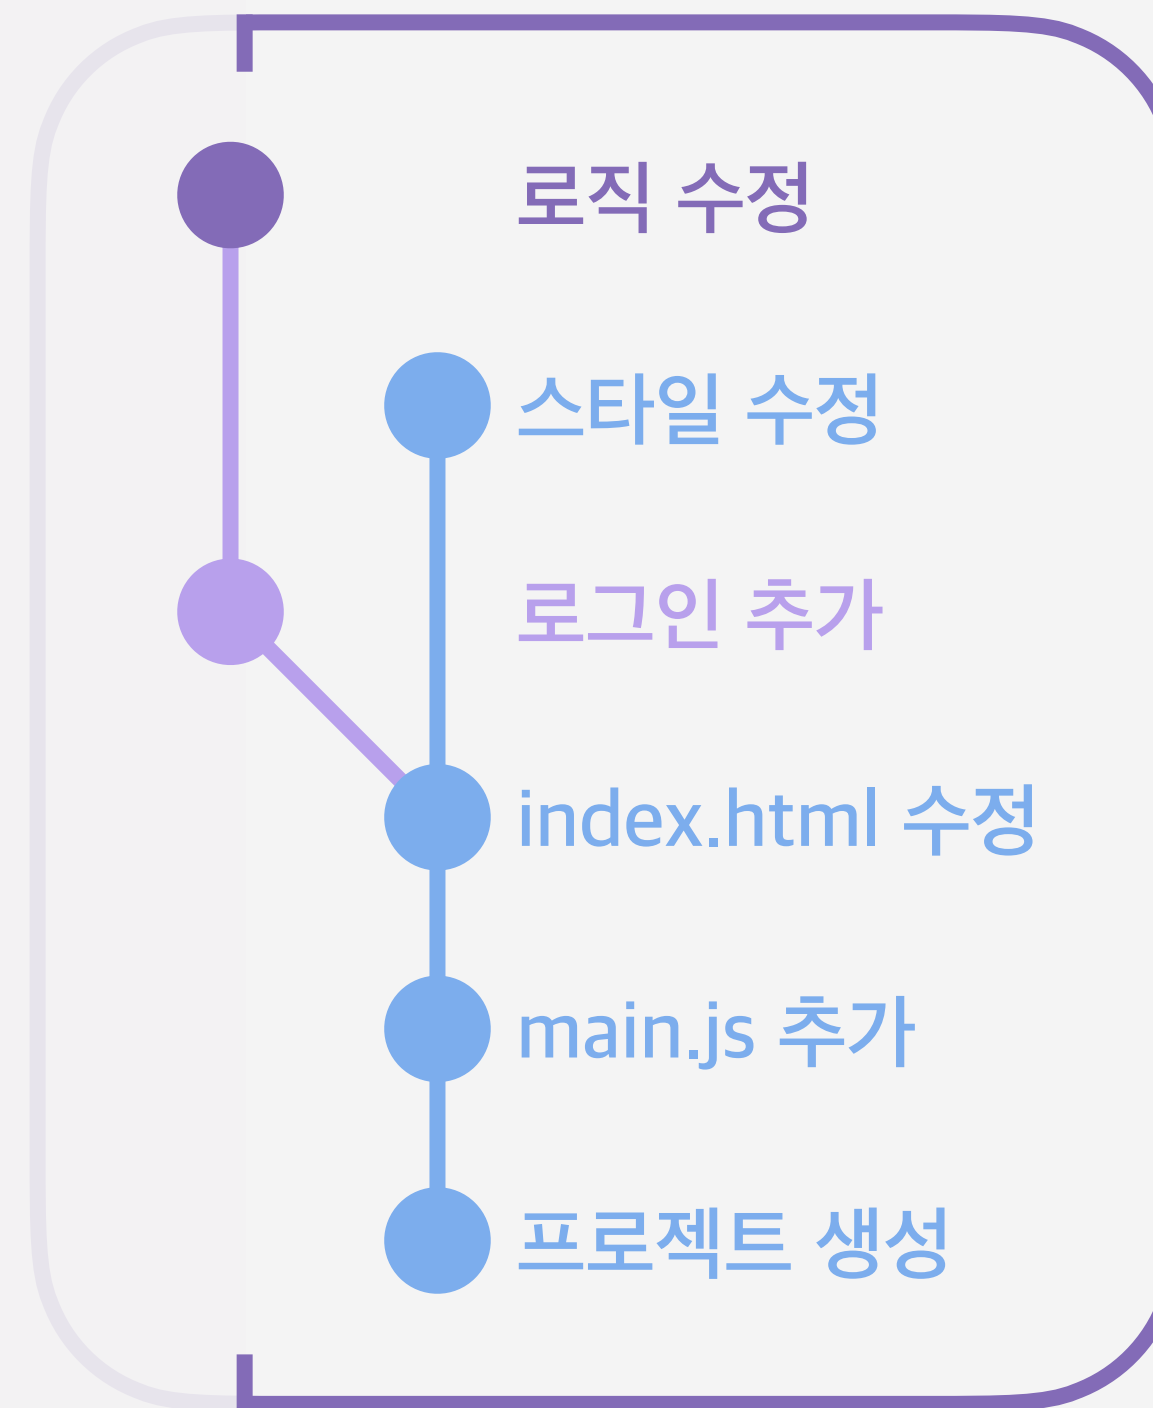 로직 수정
스타일 수정
로그인 추가
index.html 수정
main.js 추가
프로젝트 생성